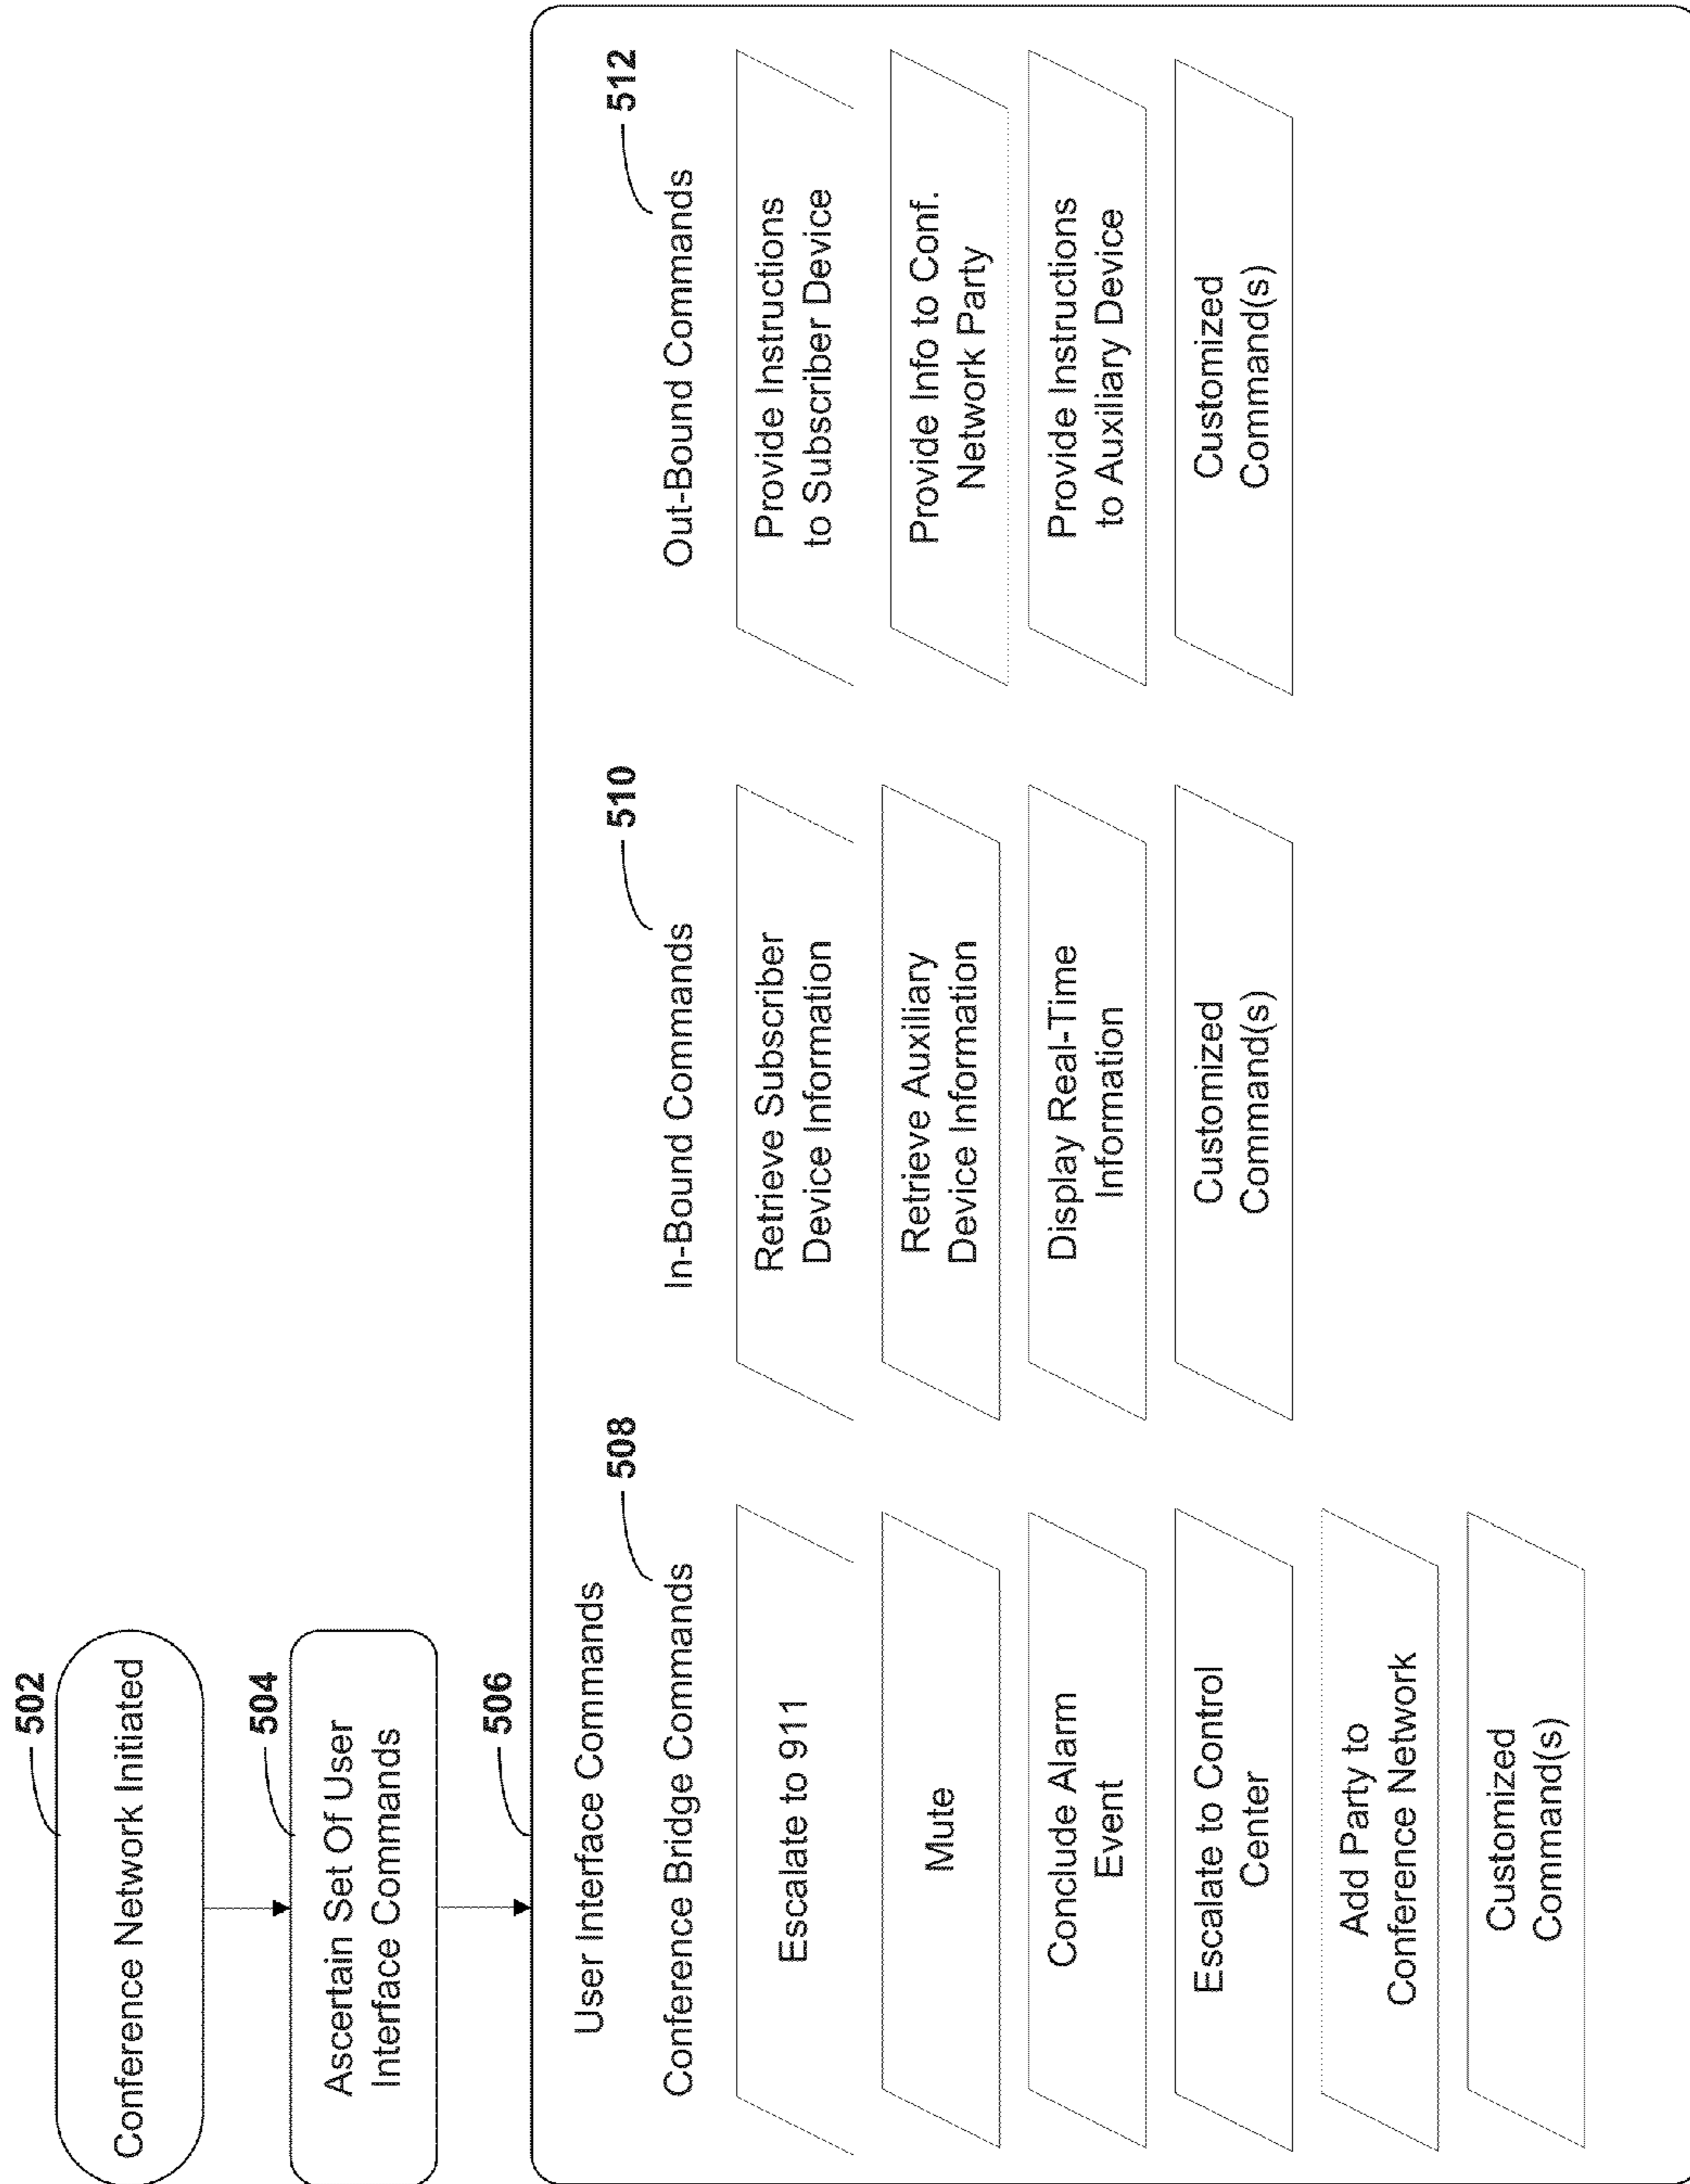 502
Conference Network Initiated
504
Ascertain Set Of User
Interface Commands
506
User Interface Commands
508
Conference Bridge Commands
Escalate to 911
Mute
Conclude Alarm
Event
Escalate to Control
Center
Add Party to
Conference Network
Customized
Command(s)
510
In-Bound Commands
Retrieve Subscriber
Device Information
Retrieve Auxiliary
Device Information
Display Real-Time
Information
Customized
Command(s)
512
Out-Bound Commands
Provide Instructions
to Subscriber Device
Provide Info to Conf.
Network Party
Provide Instructions
to Auxiliary Device
Customized
Command(s)